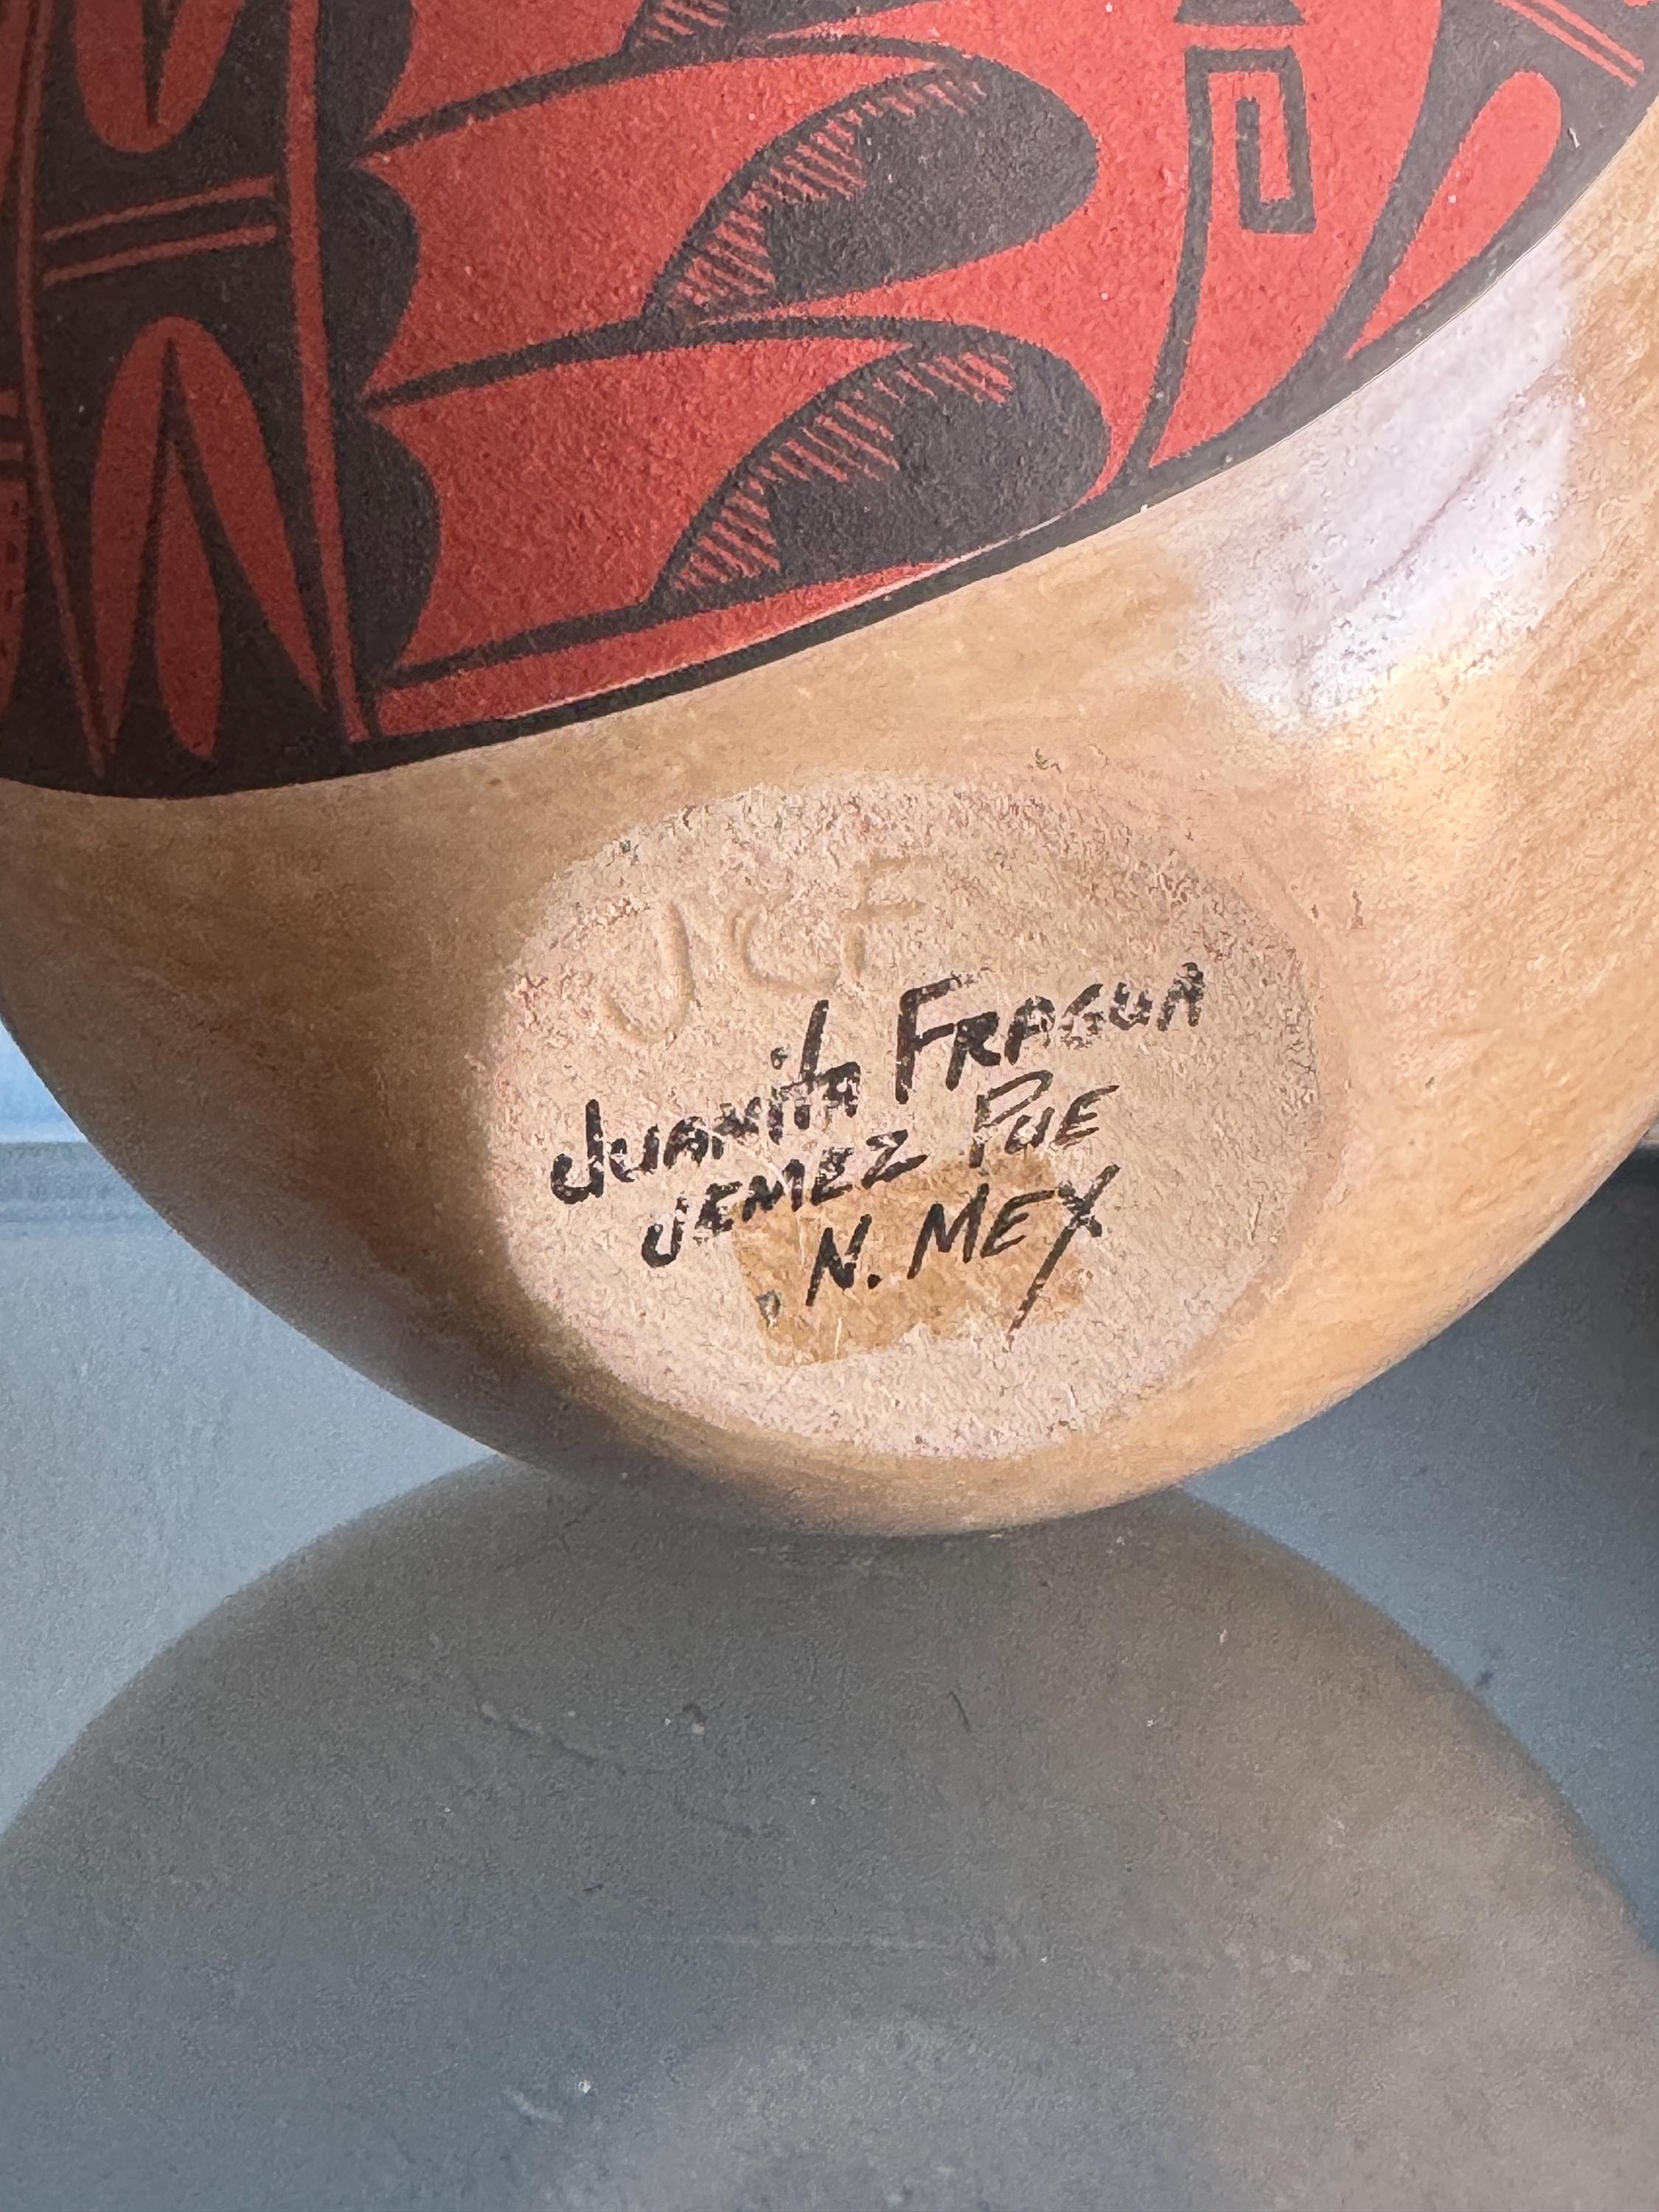 JCF
Juanita Fragua
Jemez Pue
N. Mex